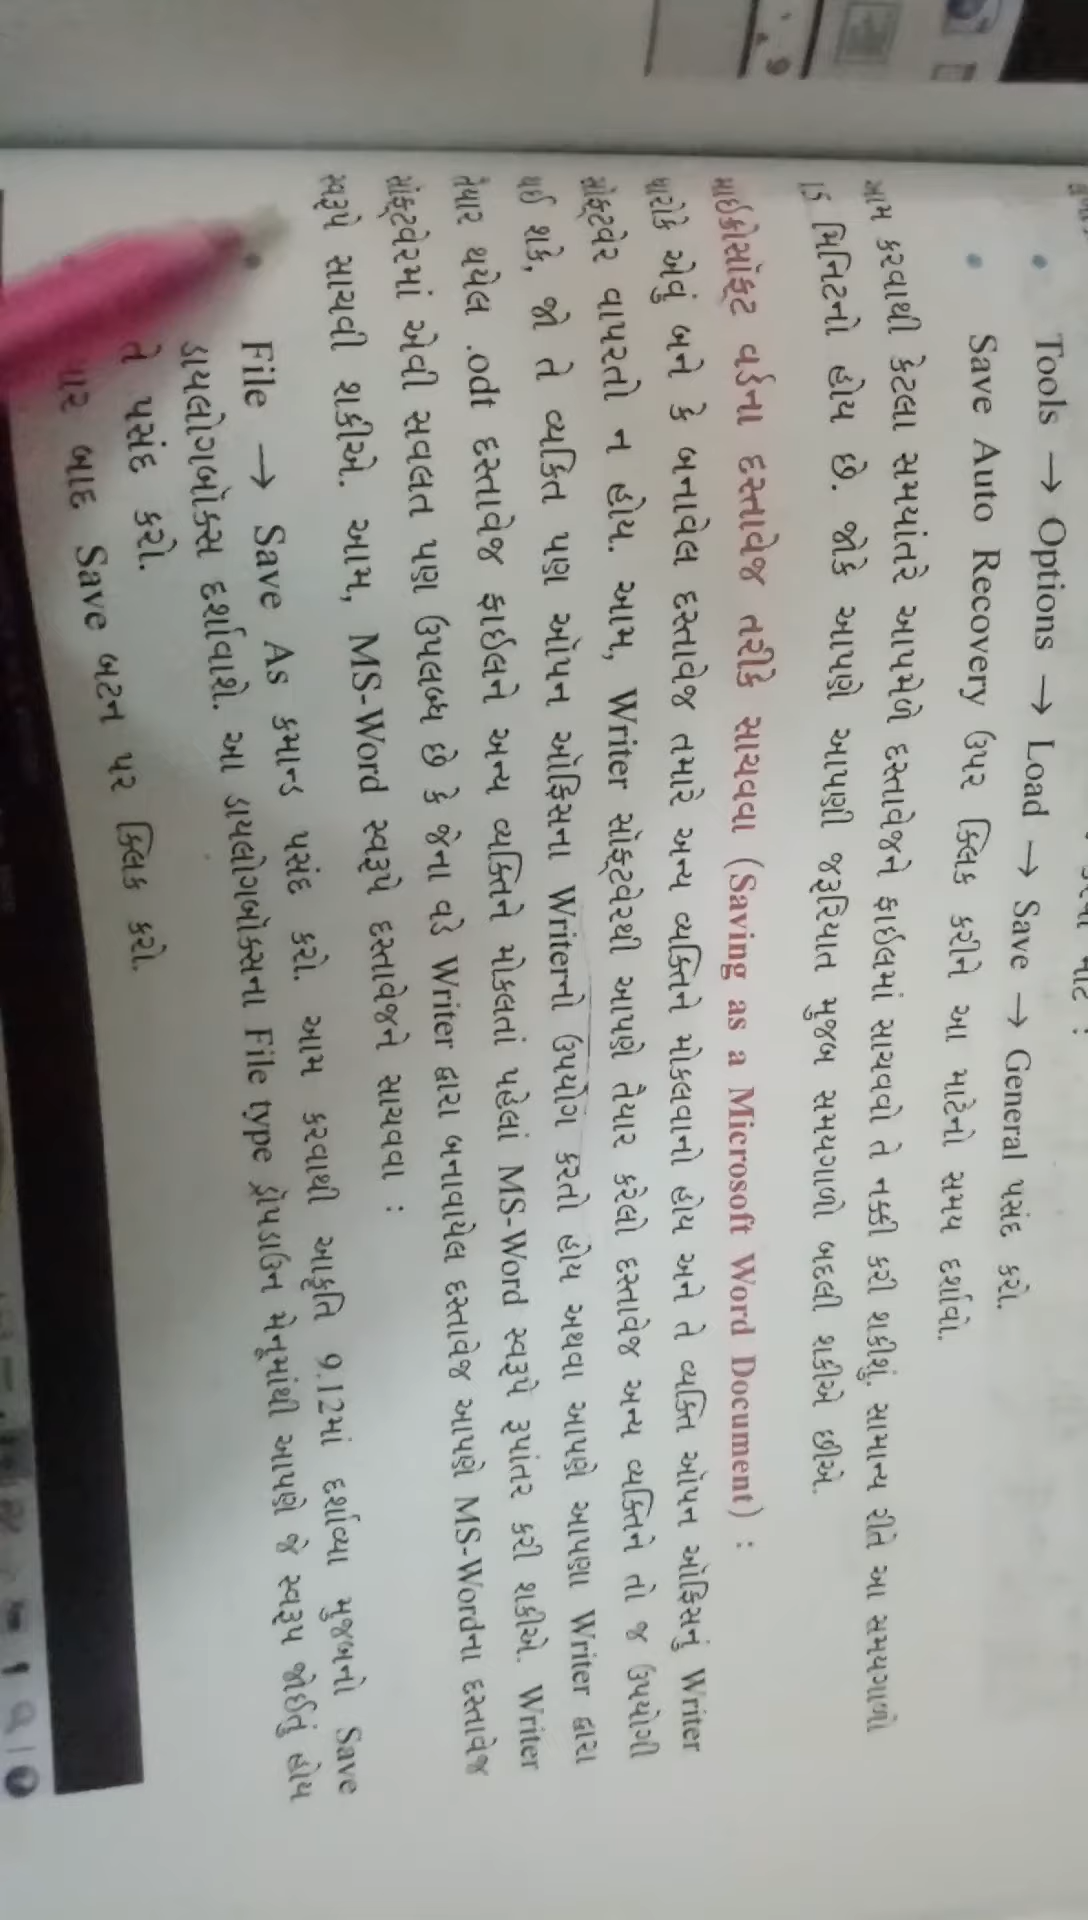 • Tools → Options → Load → Save → General પસંદ કરો.
• Save Auto Recovery ઉપર ક્લિક કરીને આ માટેનો સમય દર્શાવો.
આમ કરવાથી કેટલા સમયાંતરે આપમેળે દસ્તાવેજને ફાઈલમાં સાચવવો તે નક્કી કરી શકીશું. સામાન્ય રીતે આ સમયગાળો
મિનિટનો હોય છે. જોકે આપણે આપણી જરૂરિયાત મુજબ સમયગાળો બદલી શકીએ છીએ.
માઈક્રોસૉફ્ટ વર્ડના દસ્તાવેજ તરીકે સાચવવા (Saving as a Microsoft Word Document) :
ધારોકે એવું બને કે બનાવેલ દસ્તાવેજ તમારે અન્ય વ્યક્તિને મોકલવાનો હોય અને તે વ્યક્તિ ઓપન ઑફિસનું Writer
સૉફ્ટવેર વાપરતો ન હોય. આમ, Writer સૉફ્ટવેરથી આપણે તૈયાર કરેલો દસ્તાવેજ અન્ય વ્યક્તિને તો જ ઉપયોગી
થઈ શકે, જો તે વ્યક્તિ પણ ઓપન ઑફિસના Writerનો ઉપયોગ કરતો હોય અથવા આપણે આપણા Writer દ્વારા
તૈયાર થયેલ .odt દસ્તાવેજ ફાઈલને અન્ય વ્યક્તિને મોકલતાં પહેલાં MS-Word સ્વરૂપે રૂપાંતર કરી શકીએ. Writer
સૉફ્ટવેરમાં એવી સવલત પણ ઉપલબ્ધ છે કે જેના વડે Writer દ્વારા બનાવાયેલ દસ્તાવેજ આપણે MS-Wordના દસ્તાવેજ
સ્વરૂપે સાચવી શકીએ. આમ, MS-Word સ્વરૂપે દસ્તાવેજને સાચવવા :
• File → Save As કમાન્ડ પસંદ કરો. આમ કરવાથી આકૃતિ 9.12માં દર્શાવ્યા મુજબનો Save
ડાયલોગબોક્સ દર્શાવાશે. આ ડાયલોગબોક્સના File type ડ્રૉપડાઉન મેનૂમાંથી આપણે જે સ્વરૂપ જોઈતું હોય
તે પસંદ કરો.
બાદ Save બટન પર ક્લિક કરો.